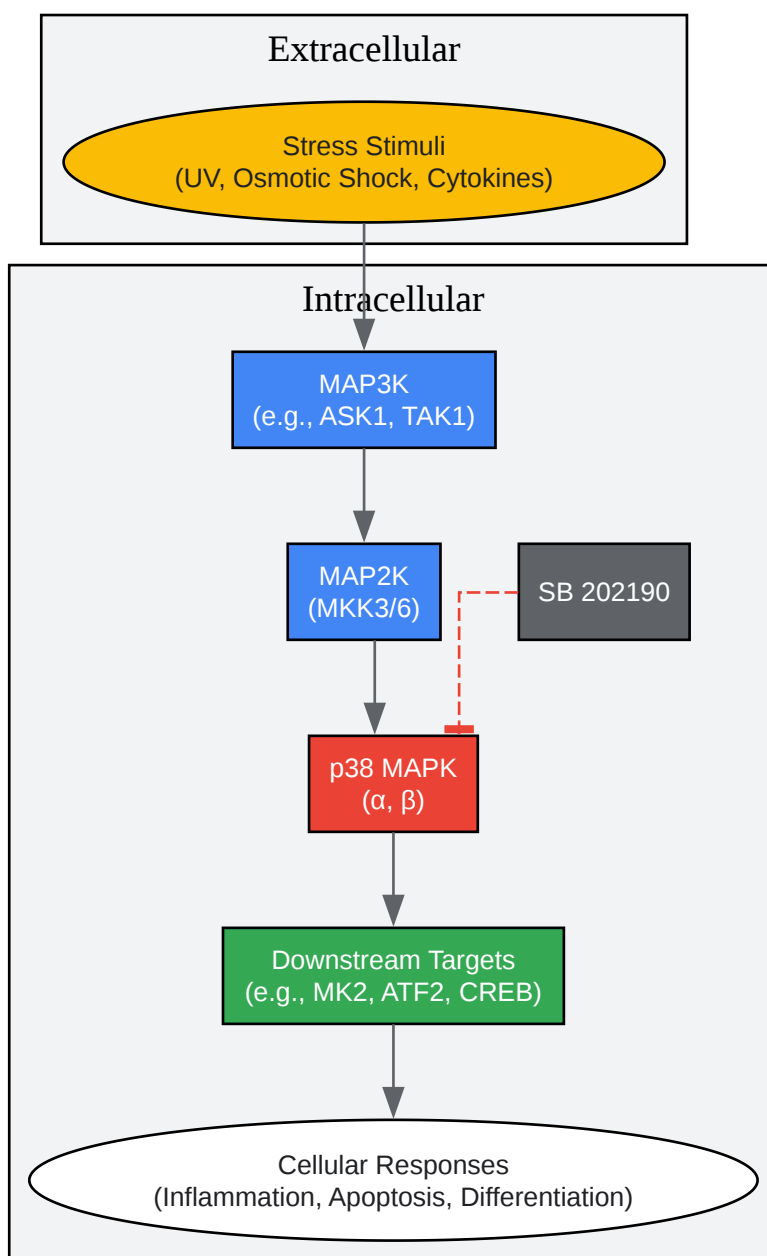 Extracellular
Stress Stimuli
(UV, Osmotic Shock, Cytokines)
Intracellular
MAP3K
(e.g., ASK1, TAK1)
MAP2K
(MKK3/6)
SB 202190
p38 MAPK
(α, β)
Downstream Targets
(e.g., MK2, ATF2, CREB)
Cellular Responses
(Inflammation, Apoptosis, Differentiation)